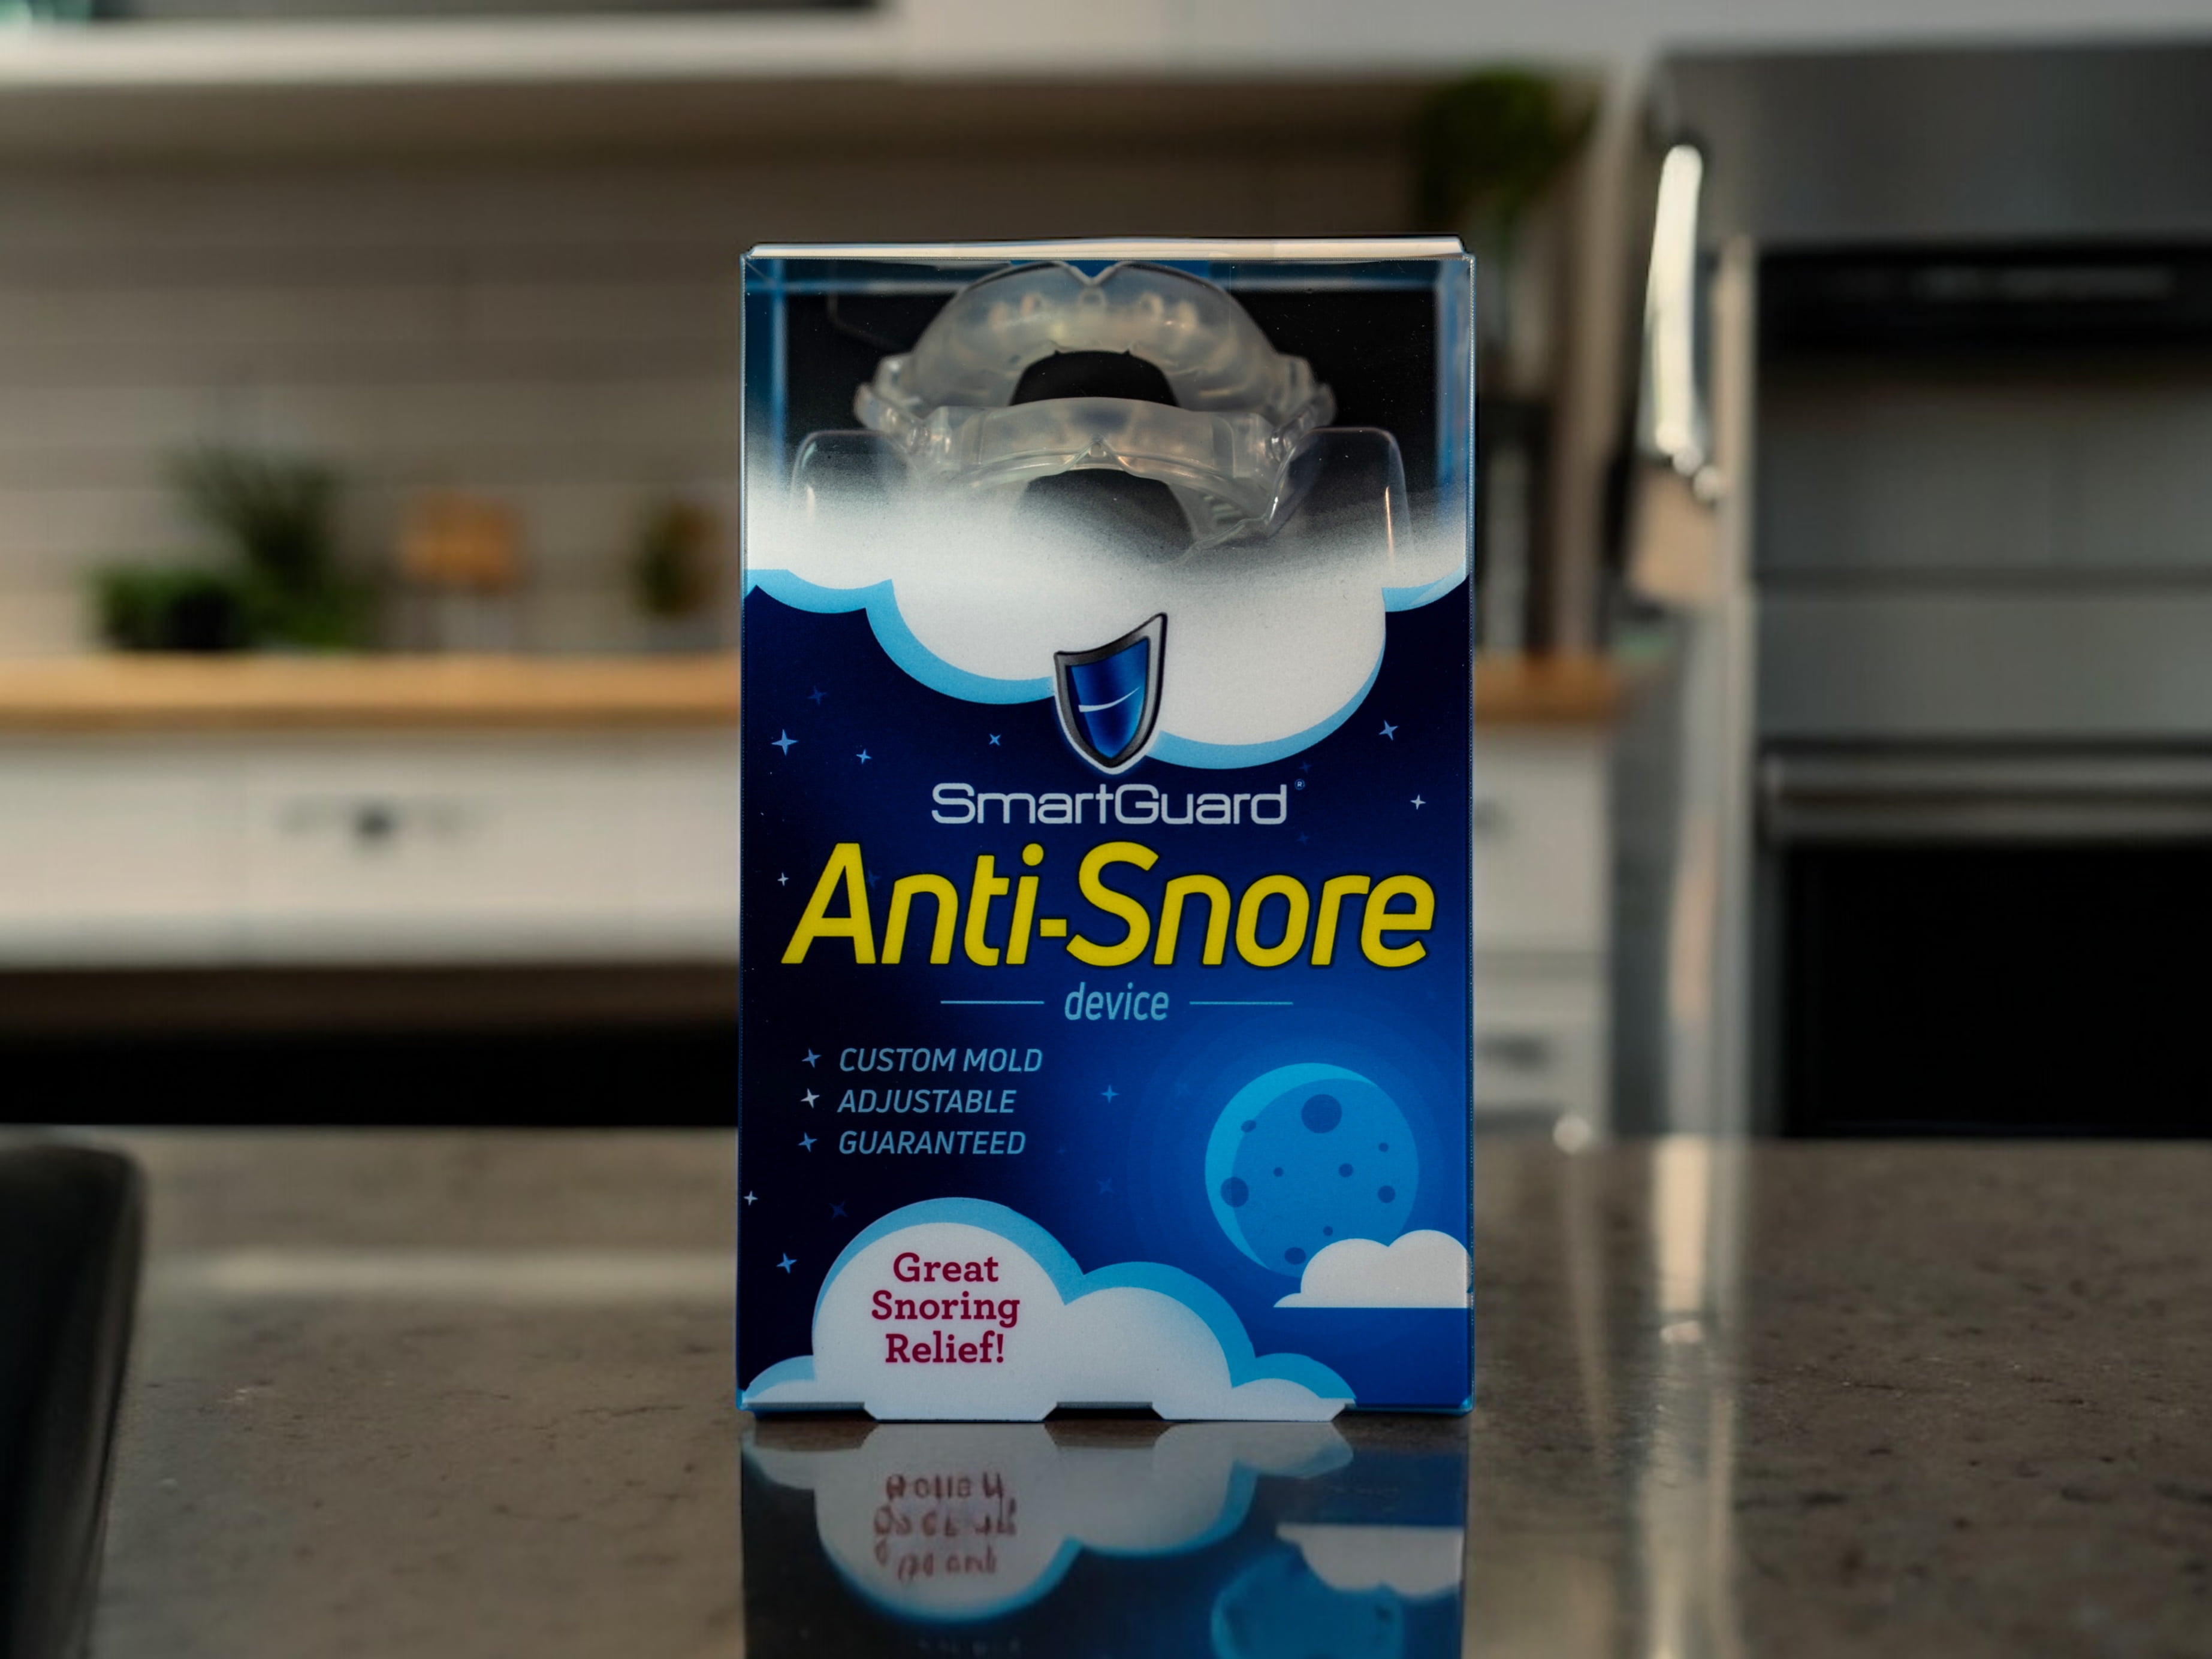 SmartGuard®
Anti-Snore
device
CUSTOM MOLD
ADJUSTABLE
GUARANTEED
Great
Snoring
Relief!